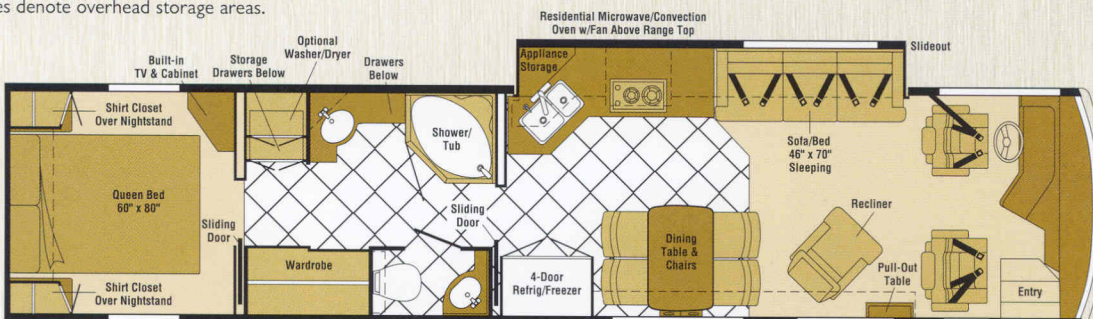 es denote overhead storage areas.
Residential Microwave/Convection
Oven w/Fan Above Range Top
Slideout
Optional
Washer/Dryer
Built-in
TV & Cabinet
Storage
Drawers Below
Drawers
Below
Appliance
Storage
Shirt Closet
Over Nightstand
Shower/
Tub
Sofa/Bed
46" x 70"
Sleeping
Queen Bed
60" x 80"
Sliding
Door
Sliding
Door
Recliner
Wardrobe
Dining
Table &
Chairs
4-Door
Refrig/Freezer
Pull-Out
Table
Entry
Shirt Closet
Over Nightstand